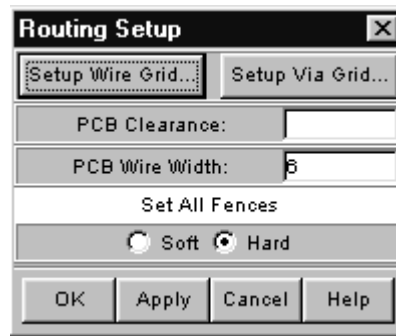 Routing Setup
Setup Wire Grid... Setup Via Grid...
PCB Clearance:
PCB Wire Width: 6
Set All Fences
Soft Hard
OK Apply Cancel Help